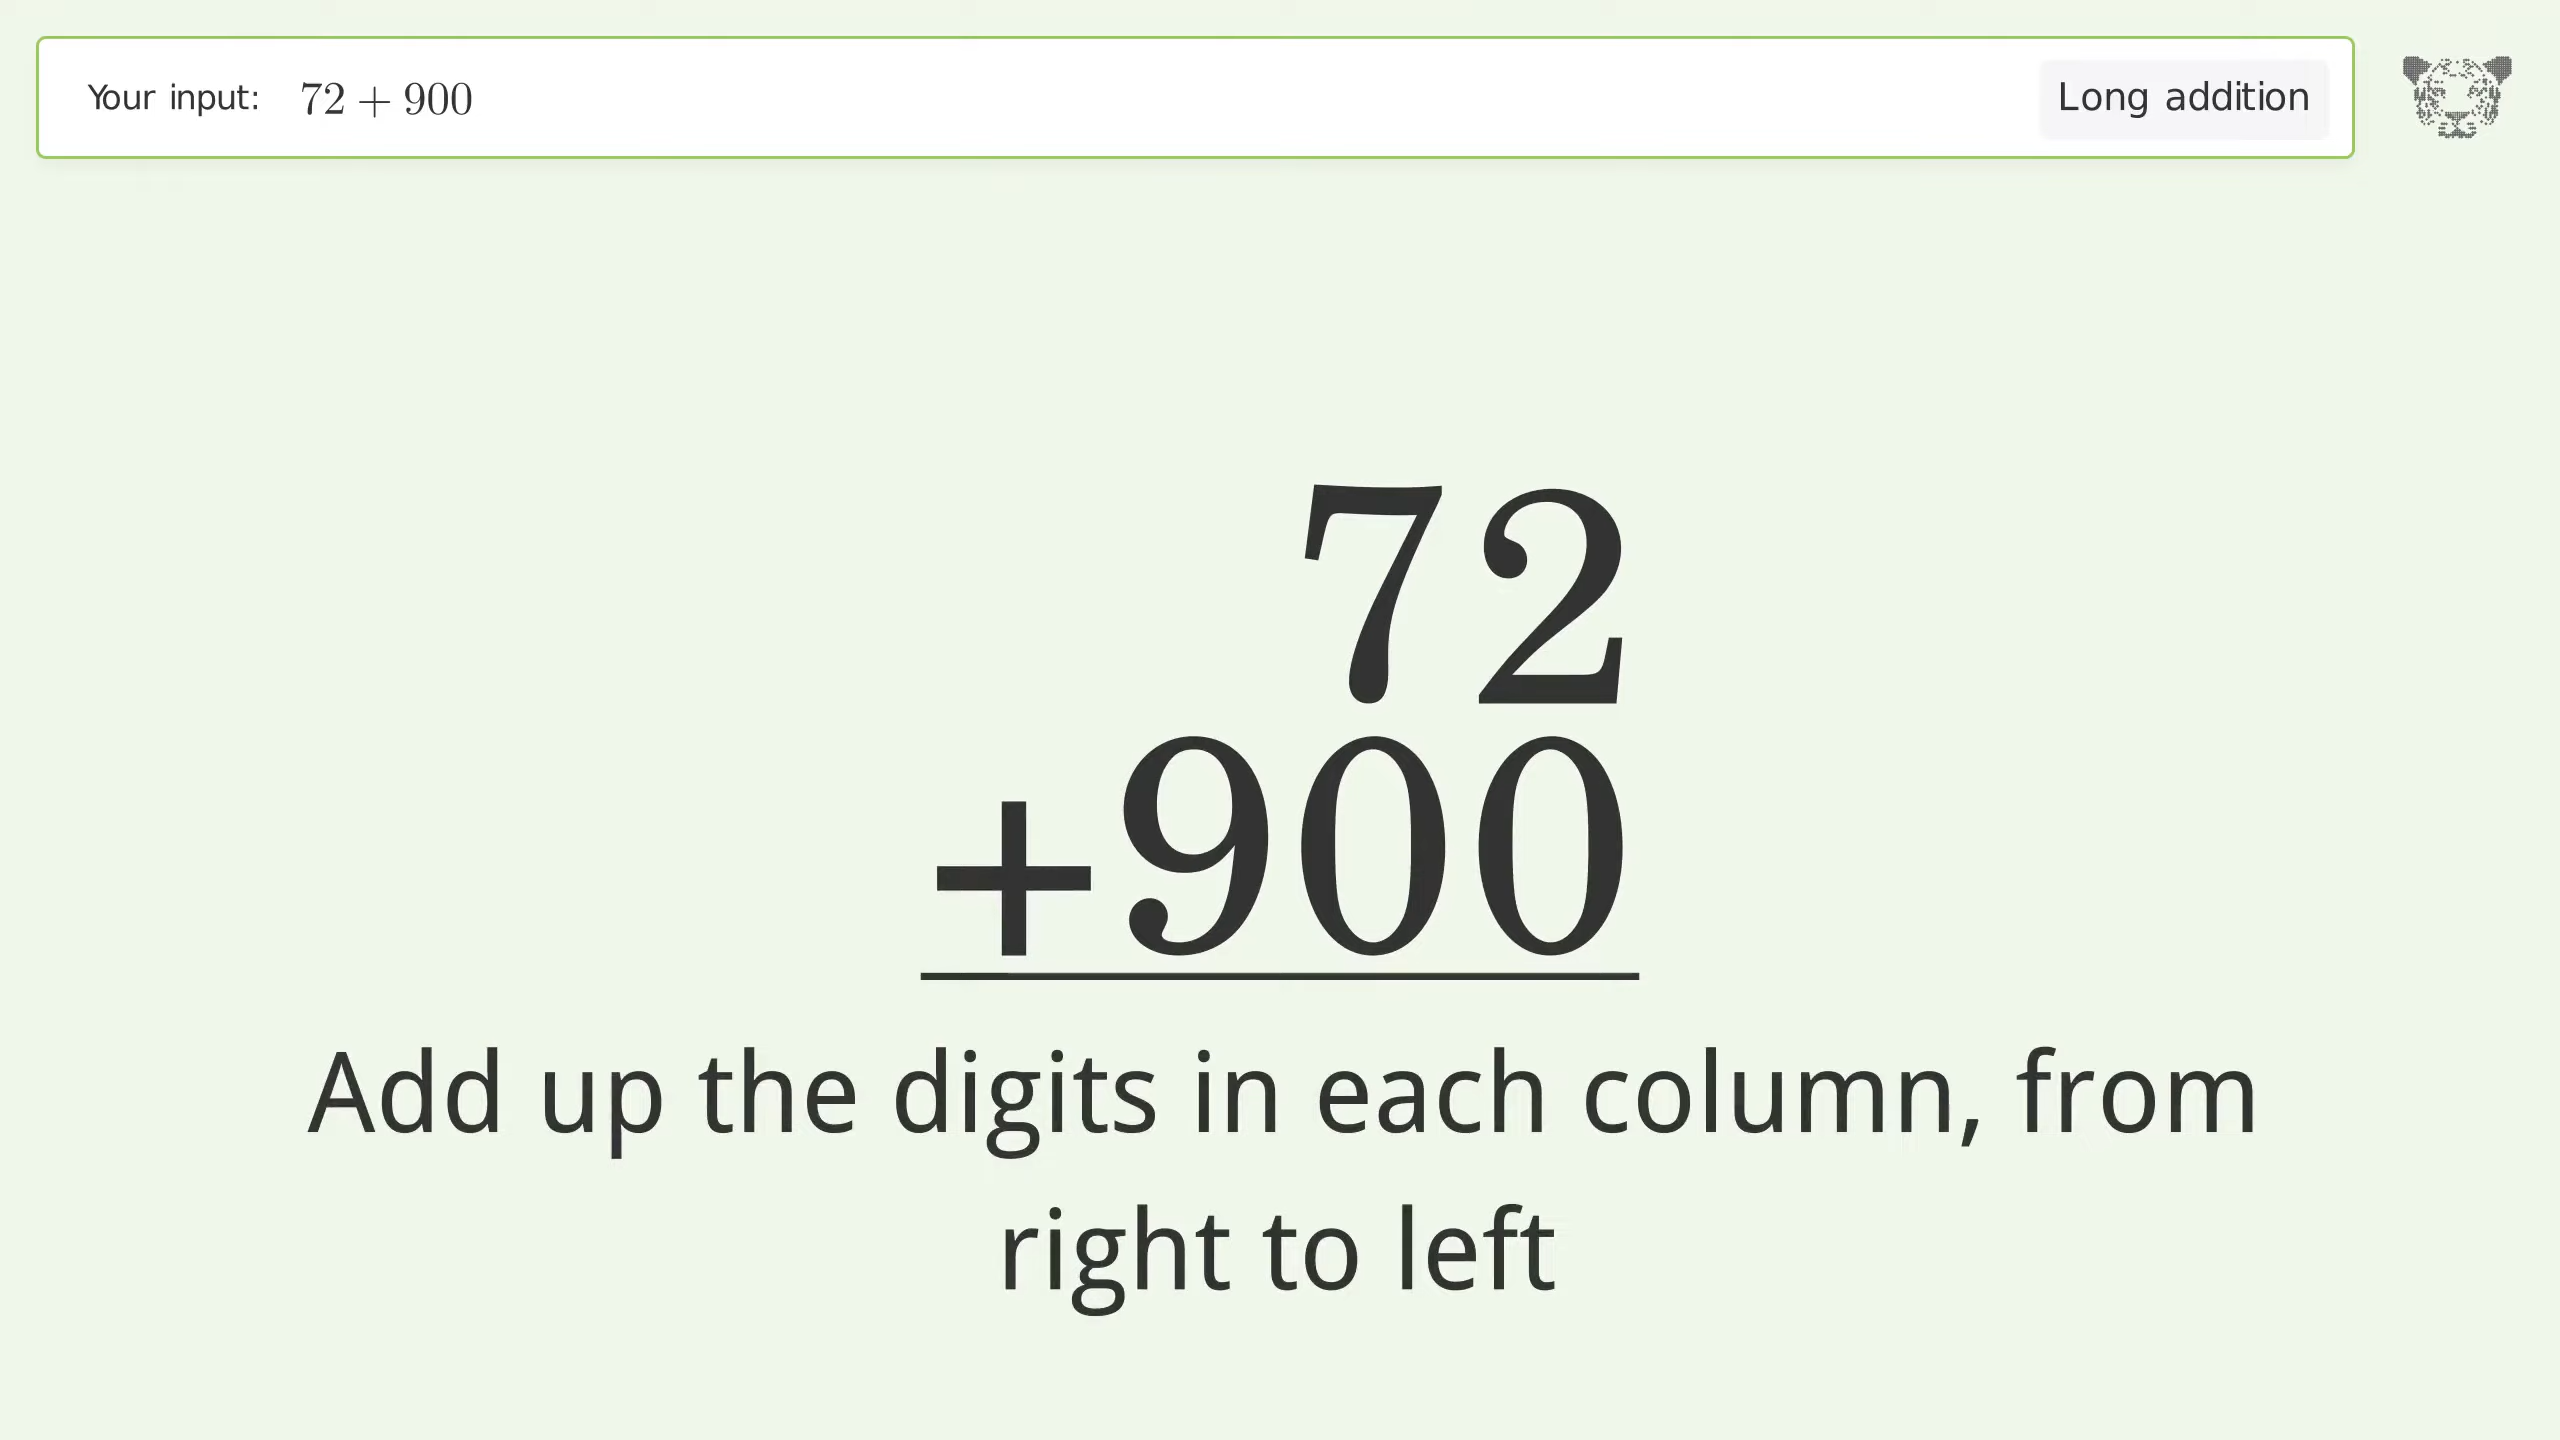 Your input: 72 + 900
Long addition
72
+900
Add up the digits in each column, from
right to left